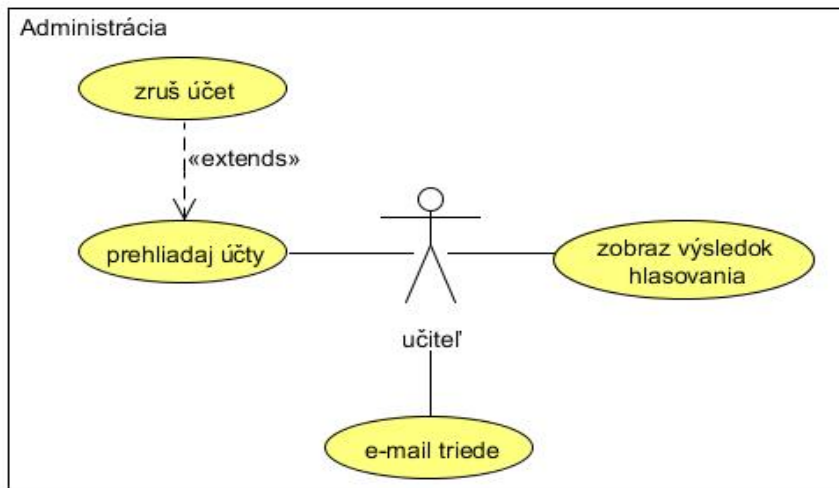 Administrácia
zruš účet
«extends»
prehliadaj účty
zobraz výsledok
hlasovania
učiteľ
e-mail triede